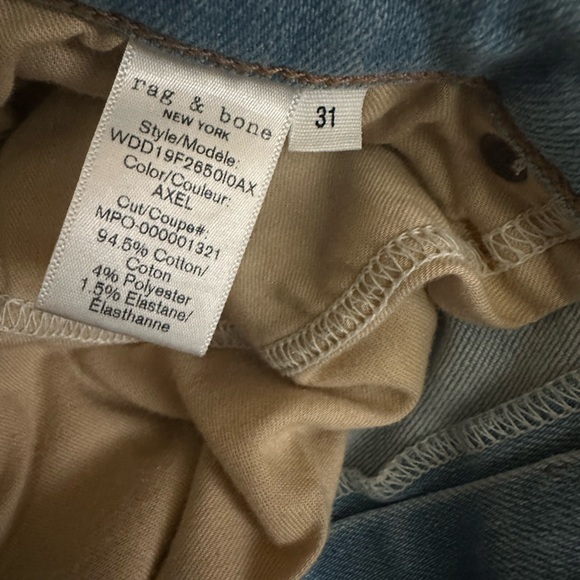 rag & bone
NEW YORK
Style/Modèle:
WDD19F2650I0AX
Color/Couleur:
AXEL
Cut/Coupe#:
MPO-000001321
94.5% Cotton/
Coton
4% Polyester
1.5% Elastane/
Élasthanne
31